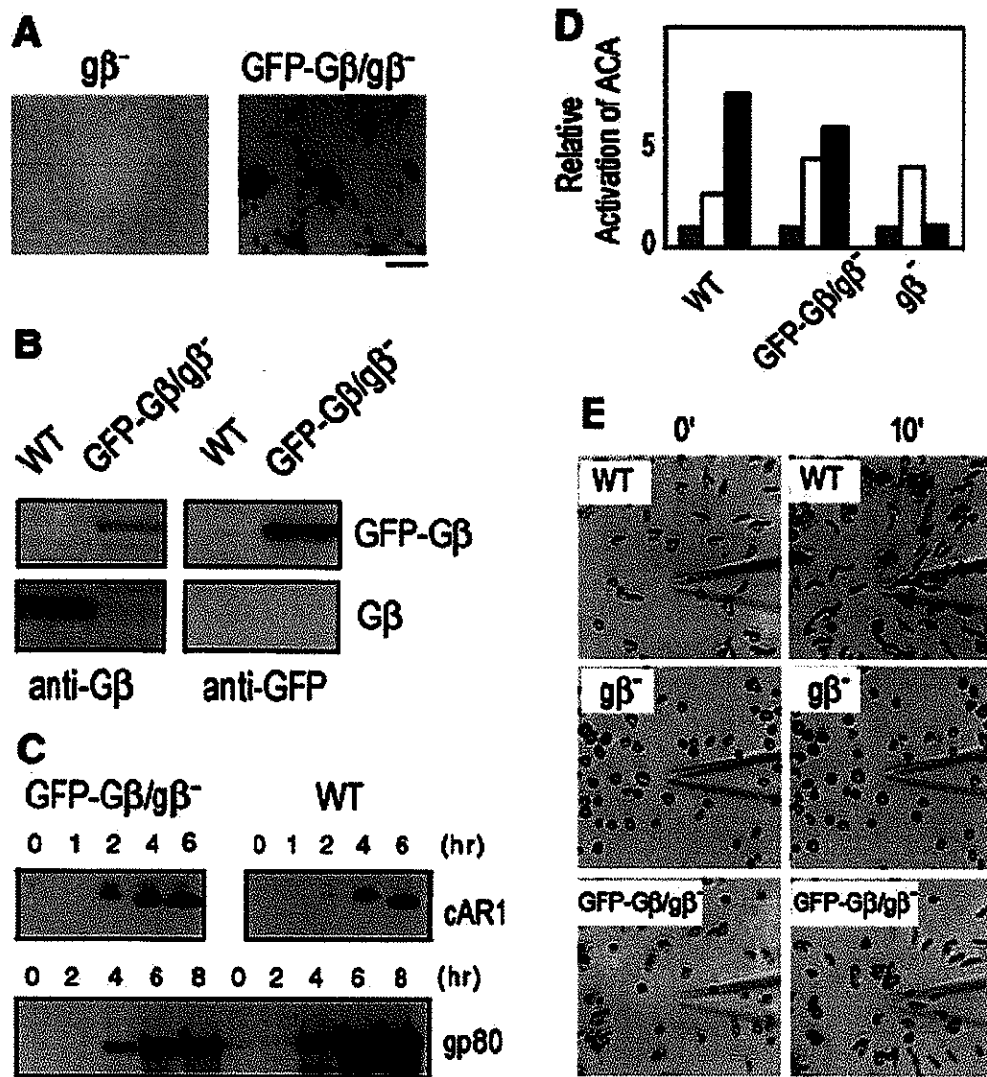 A
gβ⁻ GFP-Gβ/gβ⁻
B
WT GFP-Gβ/gβ⁻ WT GFP-Gβ/gβ⁻
GFP-Gβ
Gβ
anti-Gβ anti-GFP
C
GFP-Gβ/gβ⁻ WT
0 1 2 4 6 0 1 2 4 6 (hr)
cAR1
0 2 4 6 8 0 2 4 6 8 (hr)
gp80
D
Relative
Activation of ACA
5
0
WT GFP-Gβ/gβ⁻ gβ⁻
E
0' 10'
WT WT
gβ⁻ gβ⁻
GFP-Gβ/gβ⁻ GFP-Gβ/gβ⁻